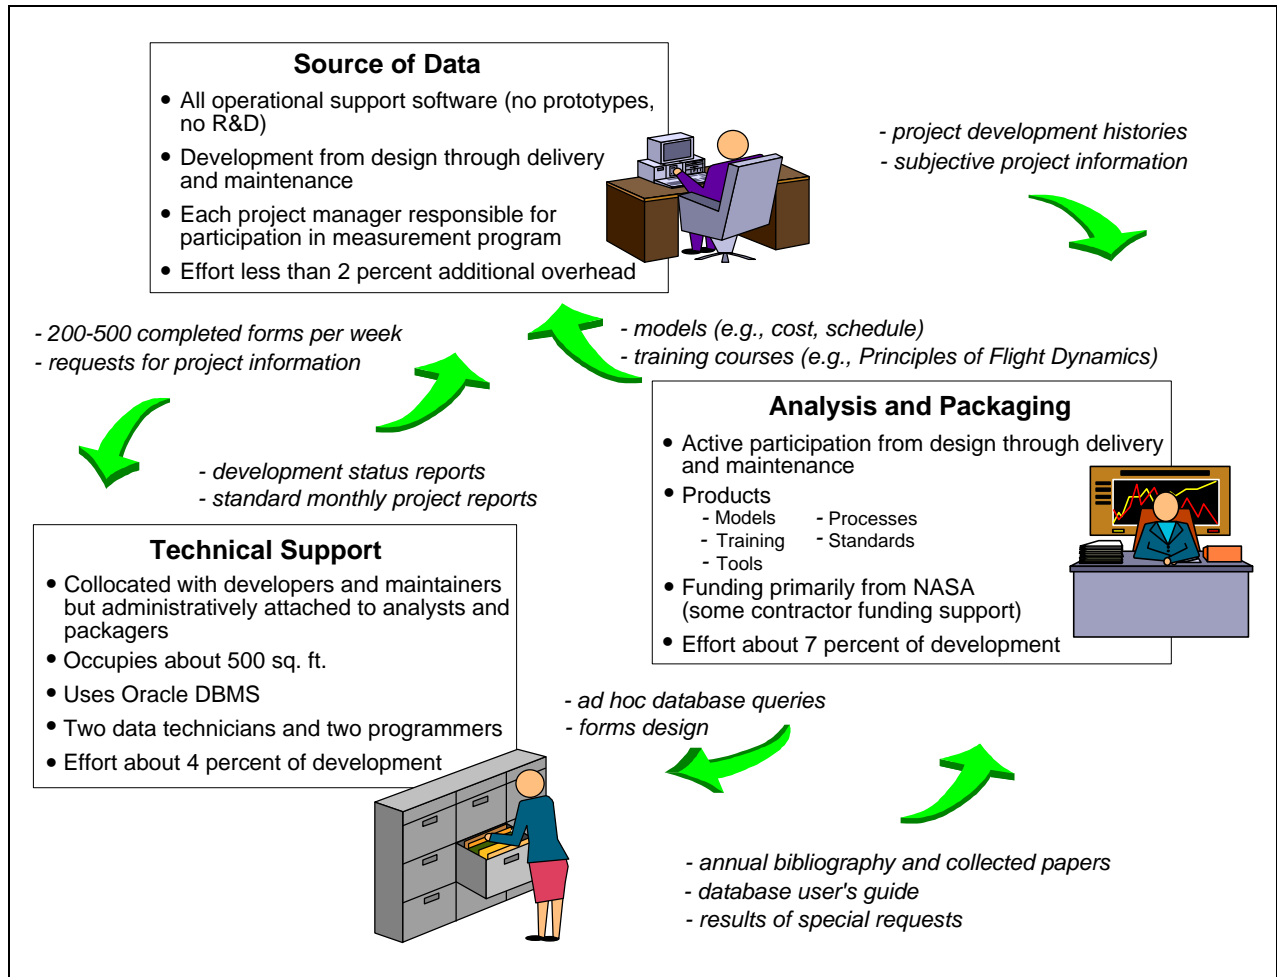 Source of Data
• All operational support software (no prototypes,
no R&D)
• Development from design through delivery
and maintenance
• Each project manager responsible for
participation in measurement program
• Effort less than 2 percent additional overhead
- project development histories
- subjective project information
- 200-500 completed forms per week
- requests for project information
- models (e.g., cost, schedule)
- training courses (e.g., Principles of Flight Dynamics)
- development status reports
- standard monthly project reports
Analysis and Packaging
• Active participation from design through delivery
and maintenance
• Products
- Models - Processes
- Training - Standards
- Tools
• Funding primarily from NASA
(some contractor funding support)
• Effort about 7 percent of development
Technical Support
• Collocated with developers and maintainers
but administratively attached to analysts and
packagers
• Occupies about 500 sq. ft.
• Uses Oracle DBMS
• Two data technicians and two programmers
• Effort about 4 percent of development
- ad hoc database queries
- forms design
- annual bibliography and collected papers
- database user's guide
- results of special requests